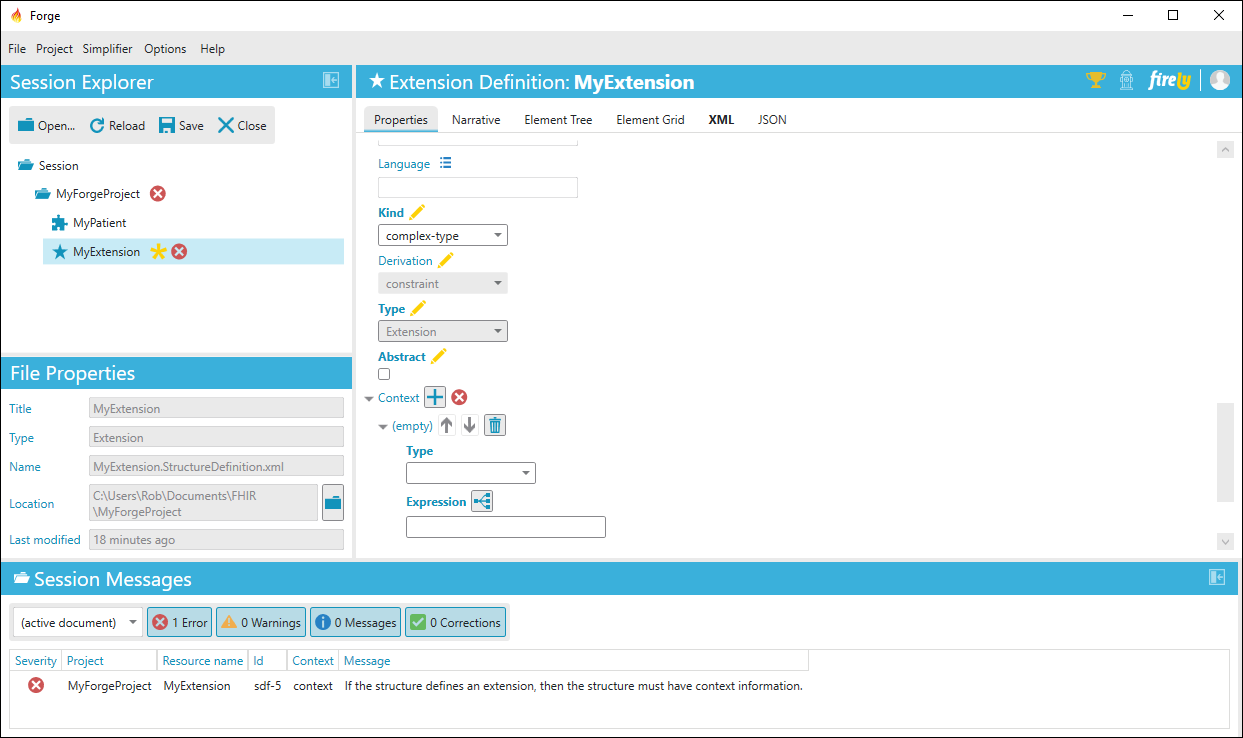 Forge
File Project Simplifier Options Help
Session Explorer
Open... Reload Save Close
Session
MyForgeProject
MyPatient
MyExtension
File Properties
Title MyExtension
Type Extension
Name MyExtension.StructureDefinition.xml
Location C:\Users\Rob\Documents\FHIR
\MyForgeProject
Last modified 18 minutes ago
Extension Definition: MyExtension
firely
Properties Narrative Element Tree Element Grid XML JSON
Language
Kind
complex-type
Derivation
constraint
Type
Extension
Abstract
Context
(empty)
Type
Expression
Session Messages
(active document) 1 Error 0 Warnings 0 Messages 0 Corrections
Severity Project Resource name Id Context Message
MyForgeProject MyExtension sdf-5 context If the structure defines an extension, then the structure must have context information.